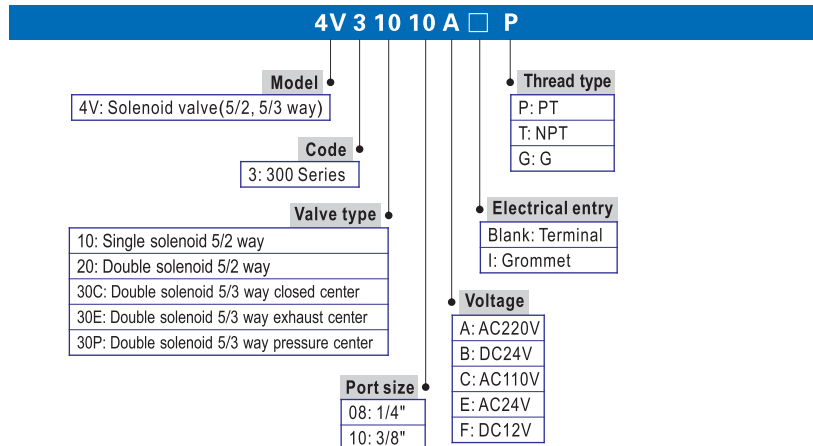 4V 3 10 10 A □ P
Model
4V: Solenoid valve(5/2, 5/3 way)
Code
3: 300 Series
Valve type
10: Single solenoid 5/2 way
20: Double solenoid 5/2 way
30C: Double solenoid 5/3 way closed center
30E: Double solenoid 5/3 way exhaust center
30P: Double solenoid 5/3 way pressure center
Port size
08: 1/4"
10: 3/8"
Thread type
P: PT
T: NPT
G: G
Electrical entry
Blank: Terminal
I: Grommet
Voltage
A: AC220V
B: DC24V
C: AC110V
E: AC24V
F: DC12V